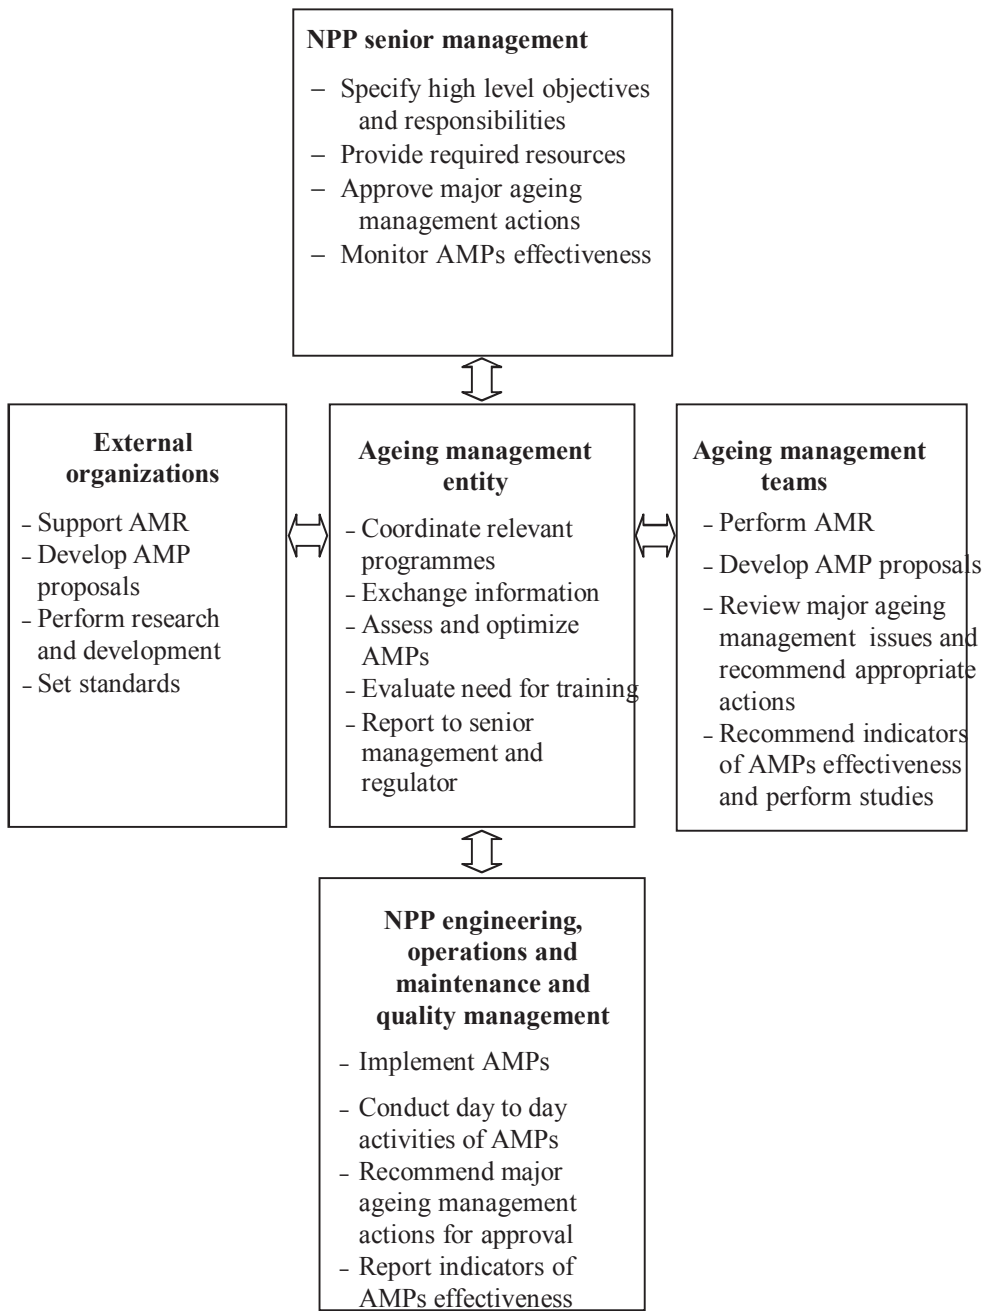 NPP senior management
– Specify high level objectives
and responsibilities
– Provide required resources
– Approve major ageing
management actions
– Monitor AMPs effectiveness
External
organizations
– Support AMR
– Develop AMP
proposals
– Perform research
and development
– Set standards
Ageing management
entity
– Coordinate relevant
programmes
– Exchange information
– Assess and optimize
AMPs
– Evaluate need for training
– Report to senior
management and
regulator
Ageing management
teams
– Perform AMR
– Develop AMP proposals
– Review major ageing
management issues and
recommend appropriate
actions
– Recommend indicators
of AMPs effectiveness
and perform studies
NPP engineering,
operations and
maintenance and
quality management
– Implement AMPs
– Conduct day to day
activities of AMPs
– Recommend major
ageing management
actions for approval
– Report indicators of
AMPs effectiveness